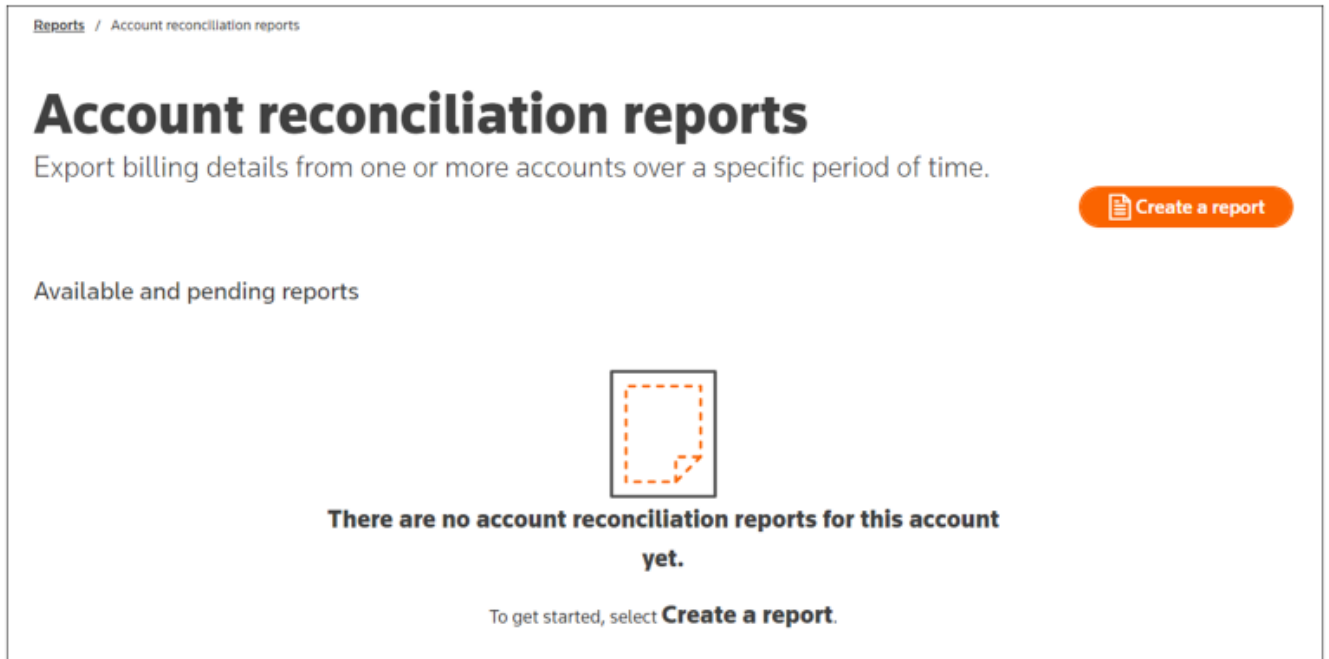 Reports / Account reconciliation reports
Account reconciliation reports
Export billing details from one or more accounts over a specific period of time.
Create a report
Available and pending reports
There are no account reconciliation reports for this account
yet.
To get started, select Create a report.